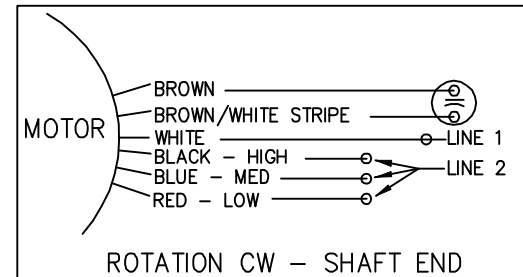 BROWN
BROWN/WHITE STRIPE
MOTOR
WHITE
LINE 1
BLACK - HIGH
BLUE - MED
LINE 2
RED - LOW
ROTATION CW - SHAFT END